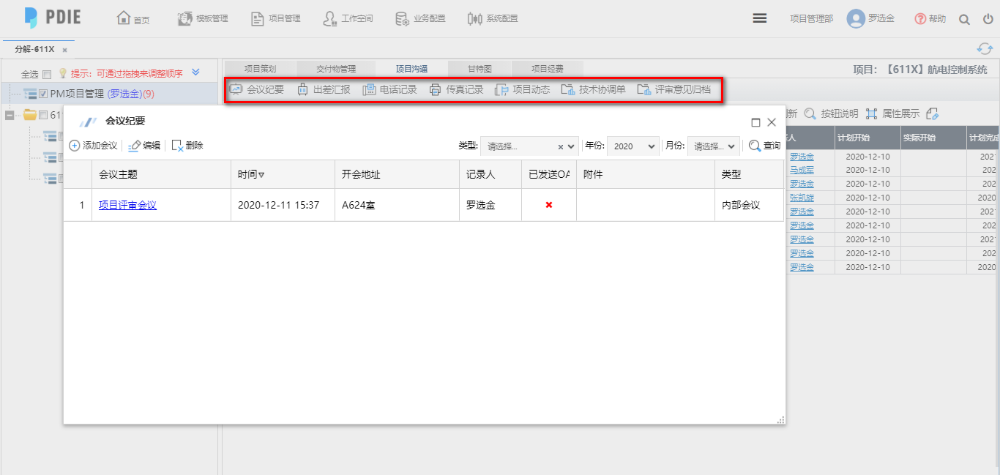 PDIE 首页 模板管理 项目管理 工作空间 业务配置 系统配置 项目管理部 罗选金 帮助
分解-611X
全选 提示：可通过拖拽来调整顺序
项目策划 交付物管理 项目沟通 甘特图 项目经费 项目：【611X】航电控制系统
会议纪要 出差汇报 电话记录 传真记录 项目动态 技术协调单 评审意见归档
PM项目管理 (罗选金)(9)
61
新 按钮说明 属性展示
人 计划开始 实际开始 计划完成
罗选金 2020-12-10 2021
马成军 2020-12-10 202
罗选金 2020-12-10 202
张凯旋 2020-12-10 2020
罗选金 2020-12-10 2021
罗选金 2020-12-10 202
罗选金 2020-12-10 2021
罗选金 2020-12-10 202
罗选金 2020-12-10 2020
会议纪要
添加会议 编辑 删除 类型: 请选择... 年份: 2020 月份: 请选择... 查询
会议主题 时间 开会地址 记录人 已发送OA 附件 类型
1 项目评审会议 2020-12-11 15:37 A624室 罗选金 内部会议